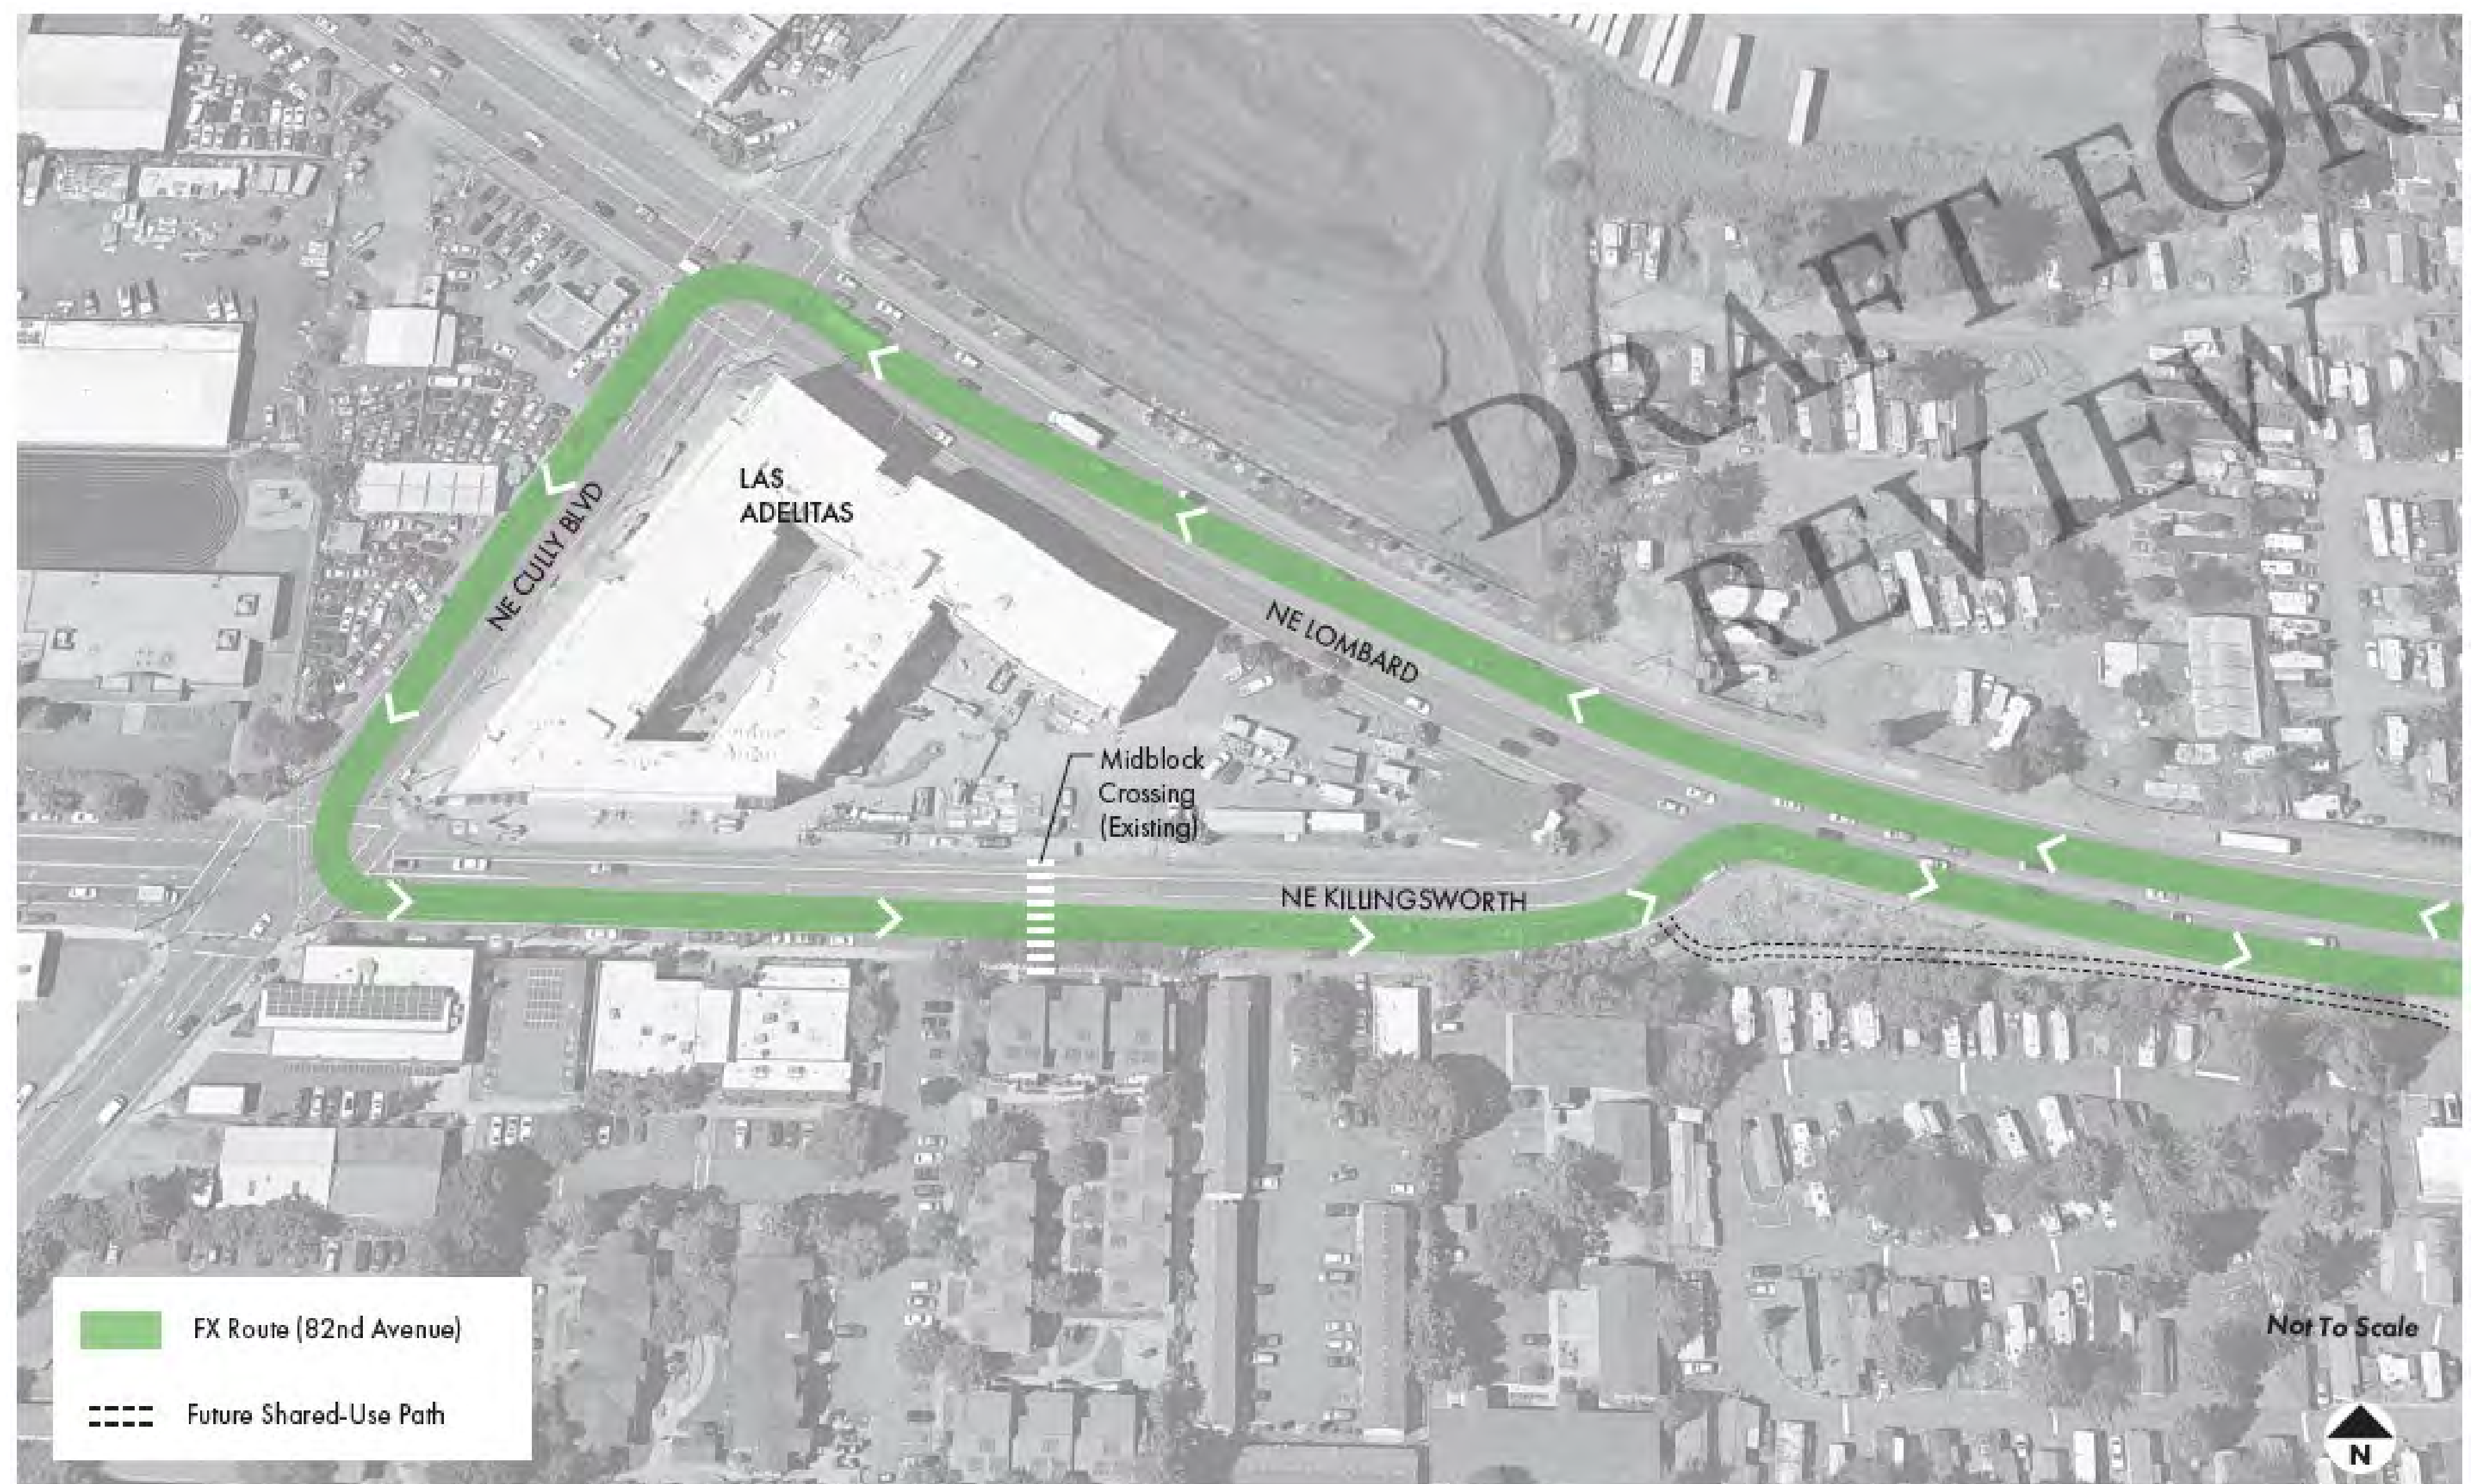 DRAFT FOR
REVIEW
LAS
ADELITAS
NE CULLY BLVD
NE LOMBARD
Midblock
Crossing
(Existing)
NE KILLINGSWORTH
FX Route (82nd Avenue)
Future Shared-Use Path
Not To Scale
N